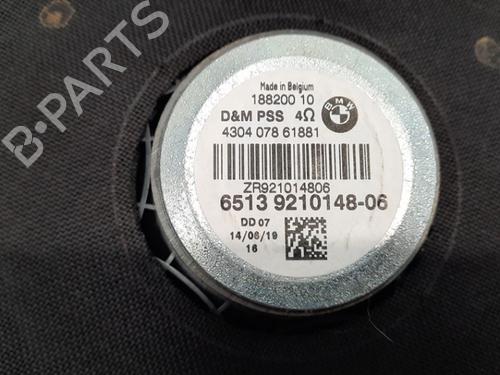 Made in Belgium
188200 10
BMW
D&M PSS 4Ω
4304 078 61881
ZR921014806
6513 9210148-06
DD 07
14/06/19
16
B-PARTS